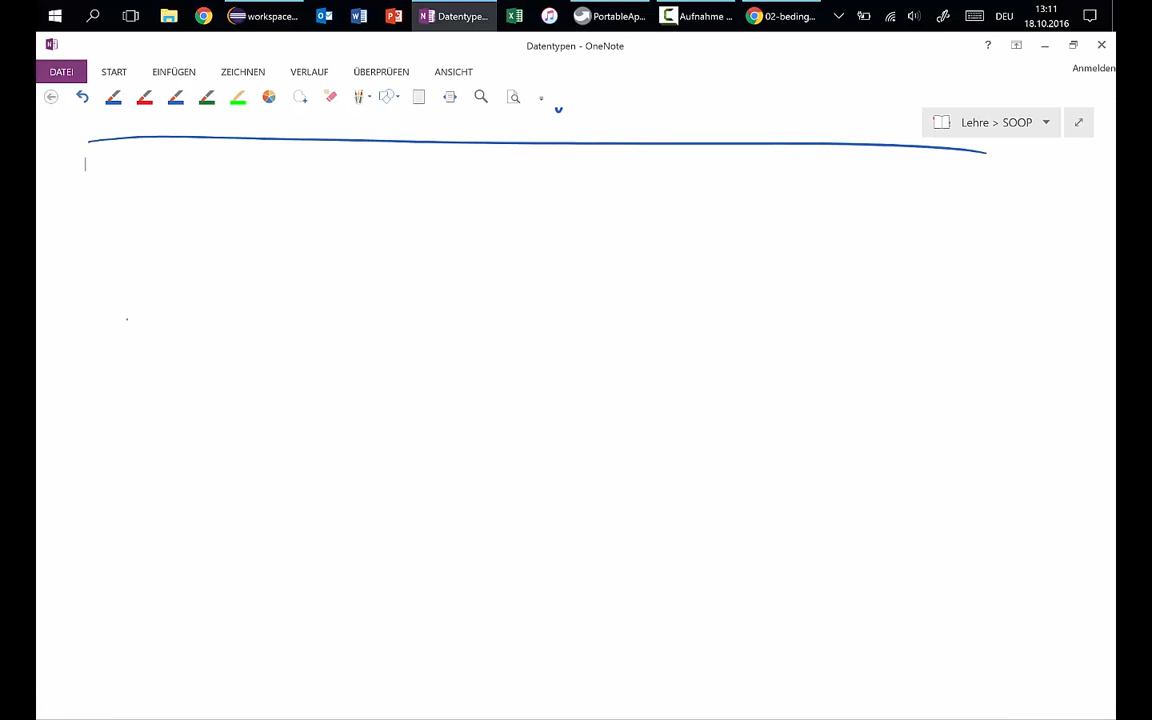 workspace...
Datentype...
PortableAp...
Aufnahme ...
02-beding...
DEU
13:11
18.10.2016
Datentypen - OneNote
?
Anmelden
DATEI START EINFÜGEN ZEICHNEN VERLAUF ÜBERPRÜFEN ANSICHT
Lehre > SOOP